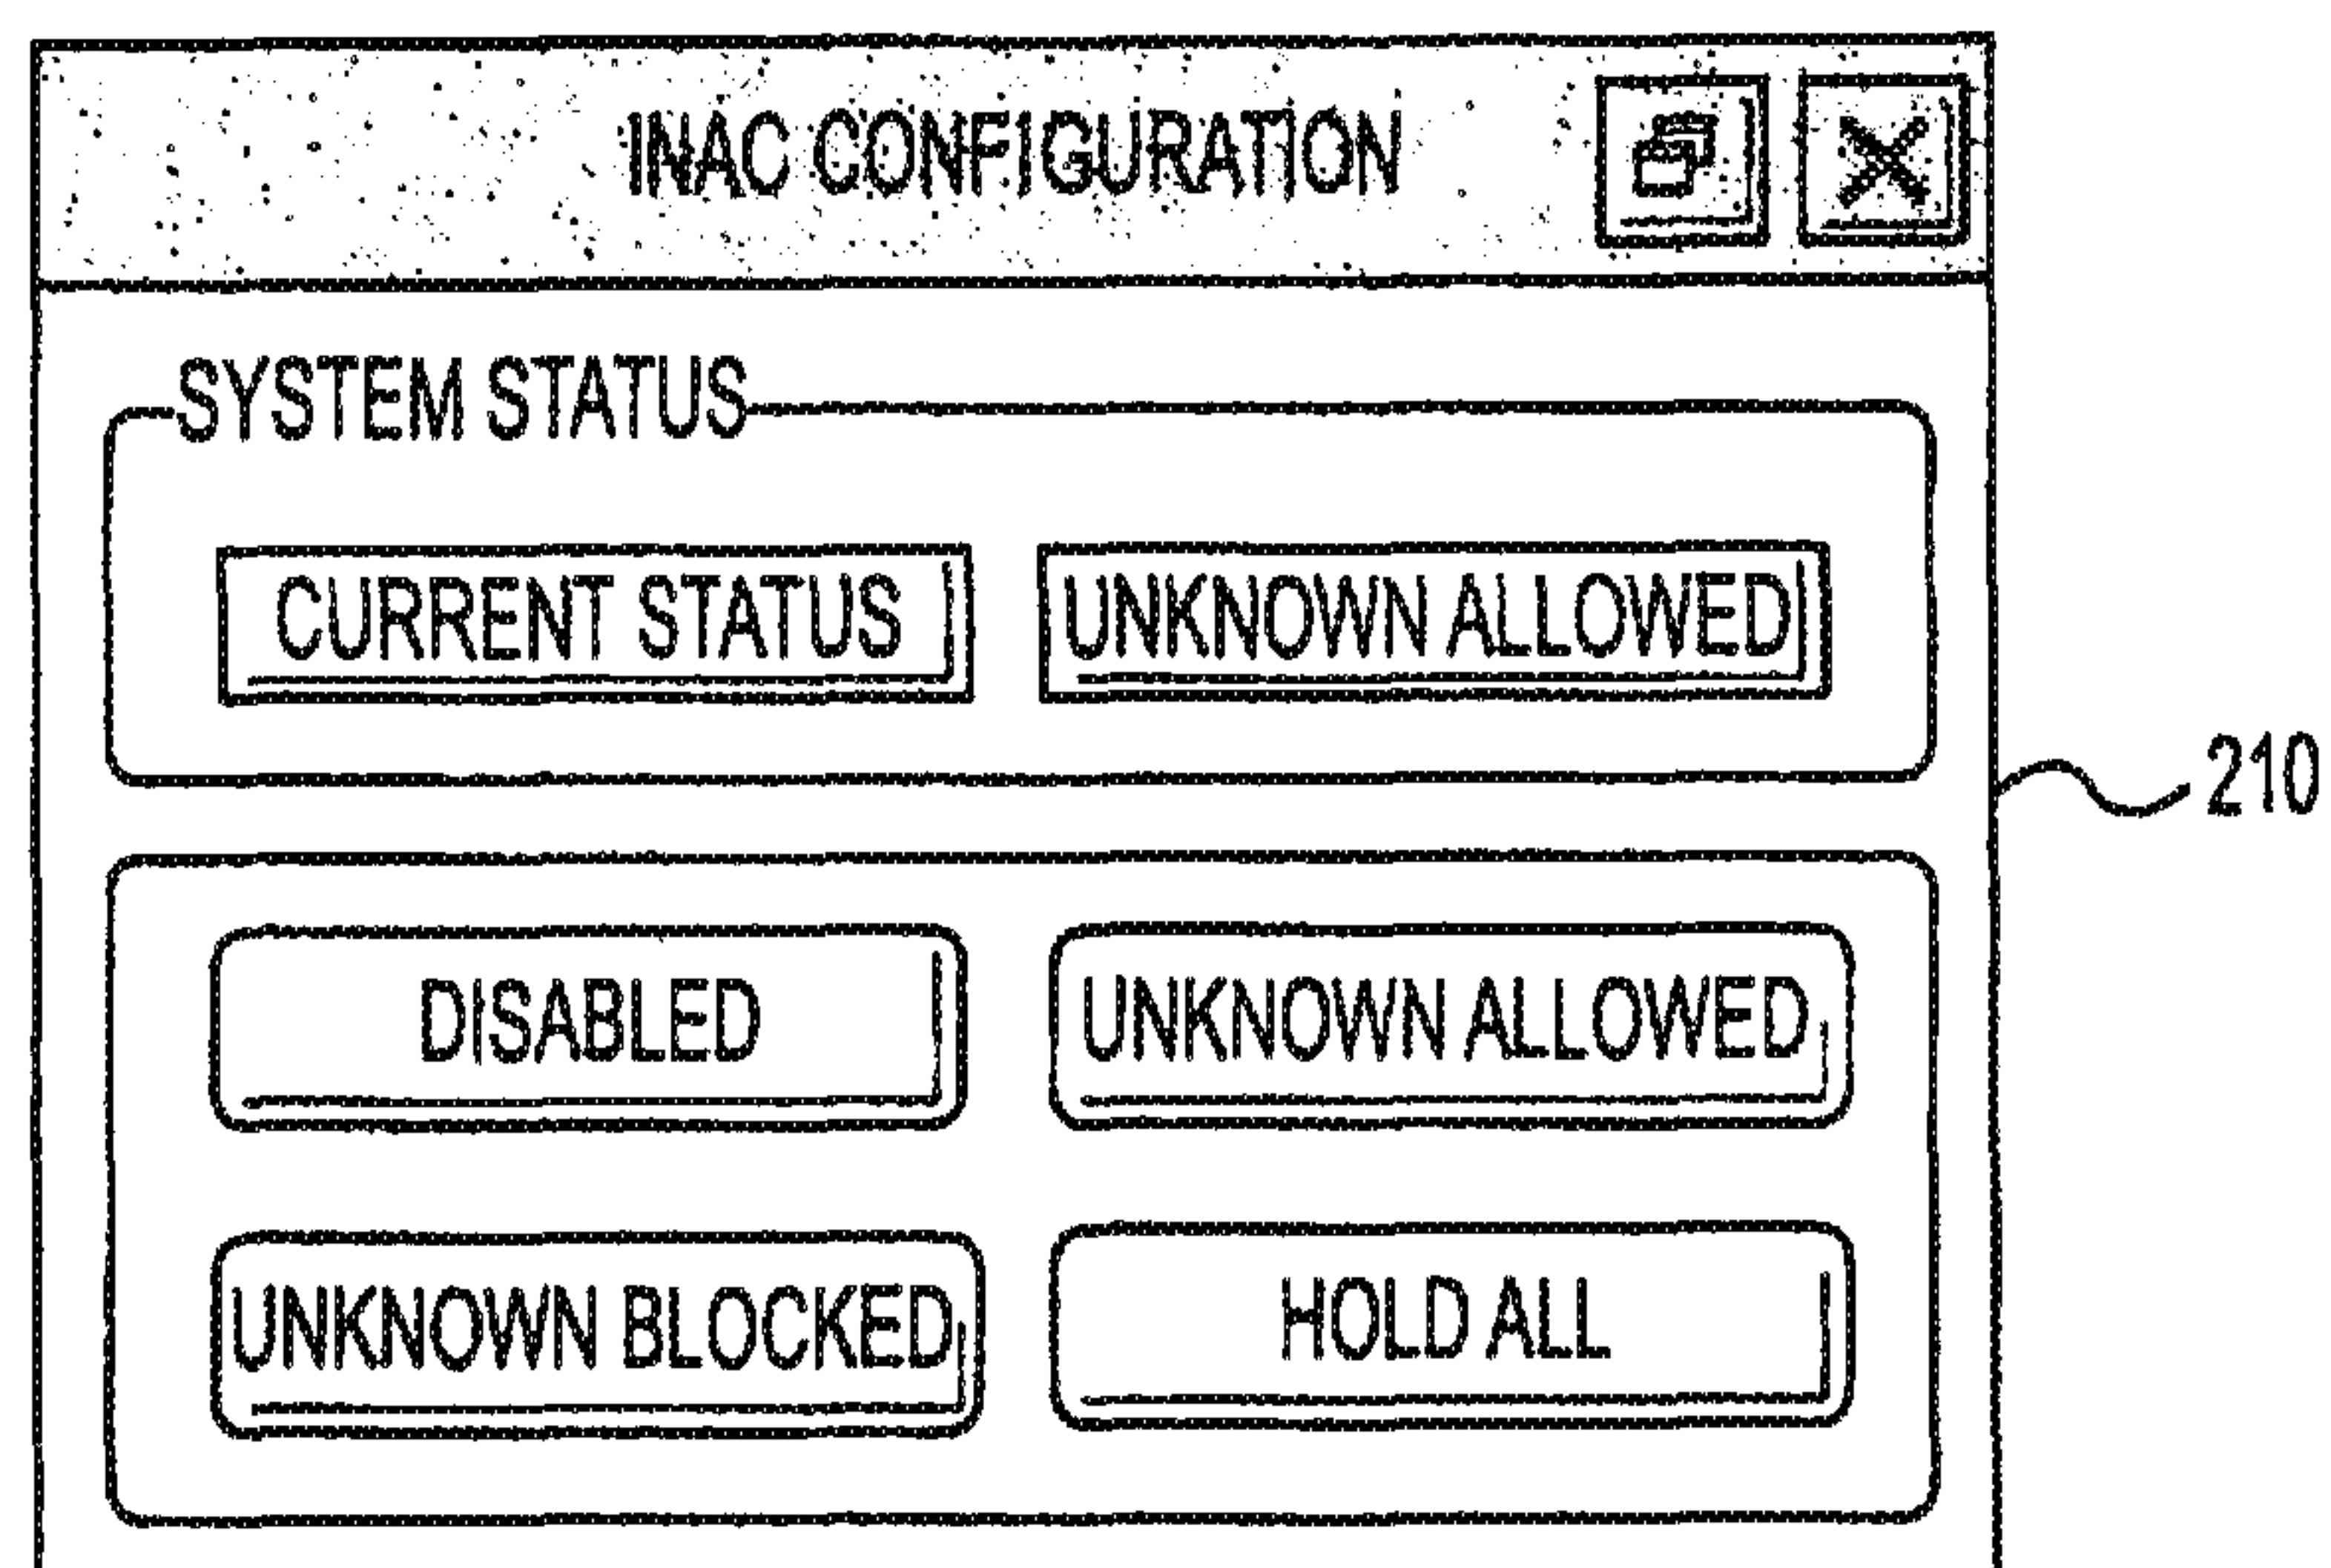 INAC CONFIGURATION
SYSTEM STATUS
CURRENT STATUS UNKNOWN ALLOWED
210
DISABLED UNKNOWN ALLOWED
UNKNOWN BLOCKED HOLD ALL